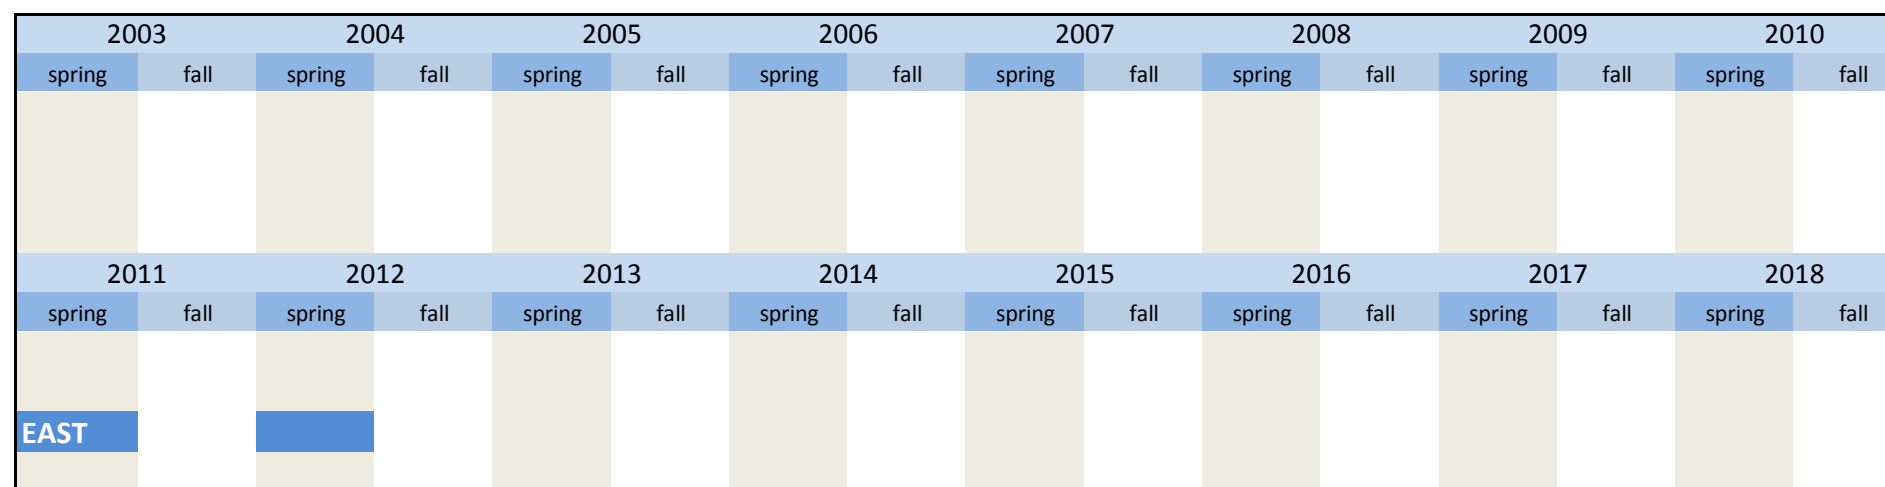 2003 2004 2005 2006 2007 2008 2009 2010
spring fall spring fall spring fall spring fall spring fall spring fall spring fall spring fall
2011 2012 2013 2014 2015 2016 2017 2018
spring fall spring fall spring fall spring fall spring fall spring fall spring fall spring fall
EAST